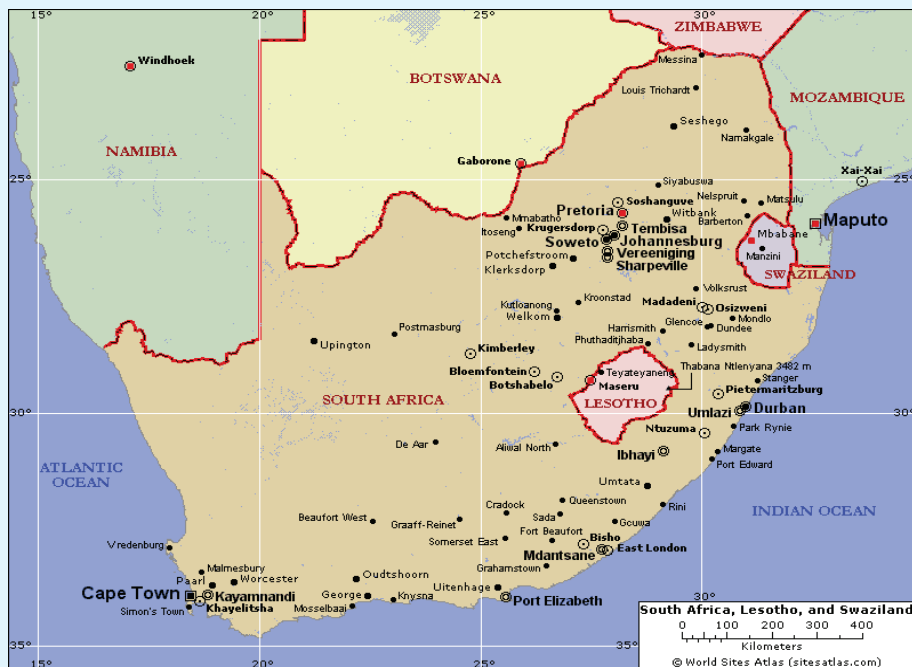 15°
20°
25°
30°
ZIMBABWE
Messina
Windhoek
BOTSWANA
Louis Trichardt
MOZAMBIQUE
Seshego
Namakgale
NAMIBIA
Gaborone
Xai-Xai
25°
Siyabuswa
Nelspruit
Matsulu
Soshanguve
Pretoria
Witbank
Barberton
Maputo
Mmabatho
Itoseng
Krugersdorp
Tembisa
Mbabane
Soweto
Johannesburg
Vereeniging
Manzini
Potchefstroom
Sharpeville
Klerksdorp
SWAZILAND
Volksrust
Kroonstad
Madadeni
Osizweni
Kutloanong
Welkom
Glencoe
Mondlo
Postmasburg
Harrismith
Dundee
Upington
Phuthaditjhaba
Ladysmith
Kimberley
Thabana Ntlenyana 3482 m
Bloemfontein
Teyateyaneng
Stanger
Botshabelo
Maseru
Pietermaritzburg
SOUTH AFRICA
LESOTHO
30°
Umlazi
Durban
Ntuzuma
Park Rynie
De Aar
Aliwal North
Ibhayi
Margate
Port Edward
ATLANTIC
OCEAN
Umtata
Queenstown
Cradock
Rini
INDIAN OCEAN
Beaufort West
Graaff-Reinet
Sada
Gcuwa
Fort Beaufort
Somerset East
Bisho
Vredenburg
Mdantsane
East London
Malmesbury
Grahamstown
Paarl
Worcester
Oudtshoorn
Uitenhage
Cape Town
Kayamnandi
George
Port Elizabeth
Khayelitsha
Knysna
Simon's Town
Mosselbaai
30°
South Africa, Lesotho, and Swaziland
0 100 200 300 400
Kilometers
© World Sites Atlas (sitesatlas.com)
35°
15°
20°
25°